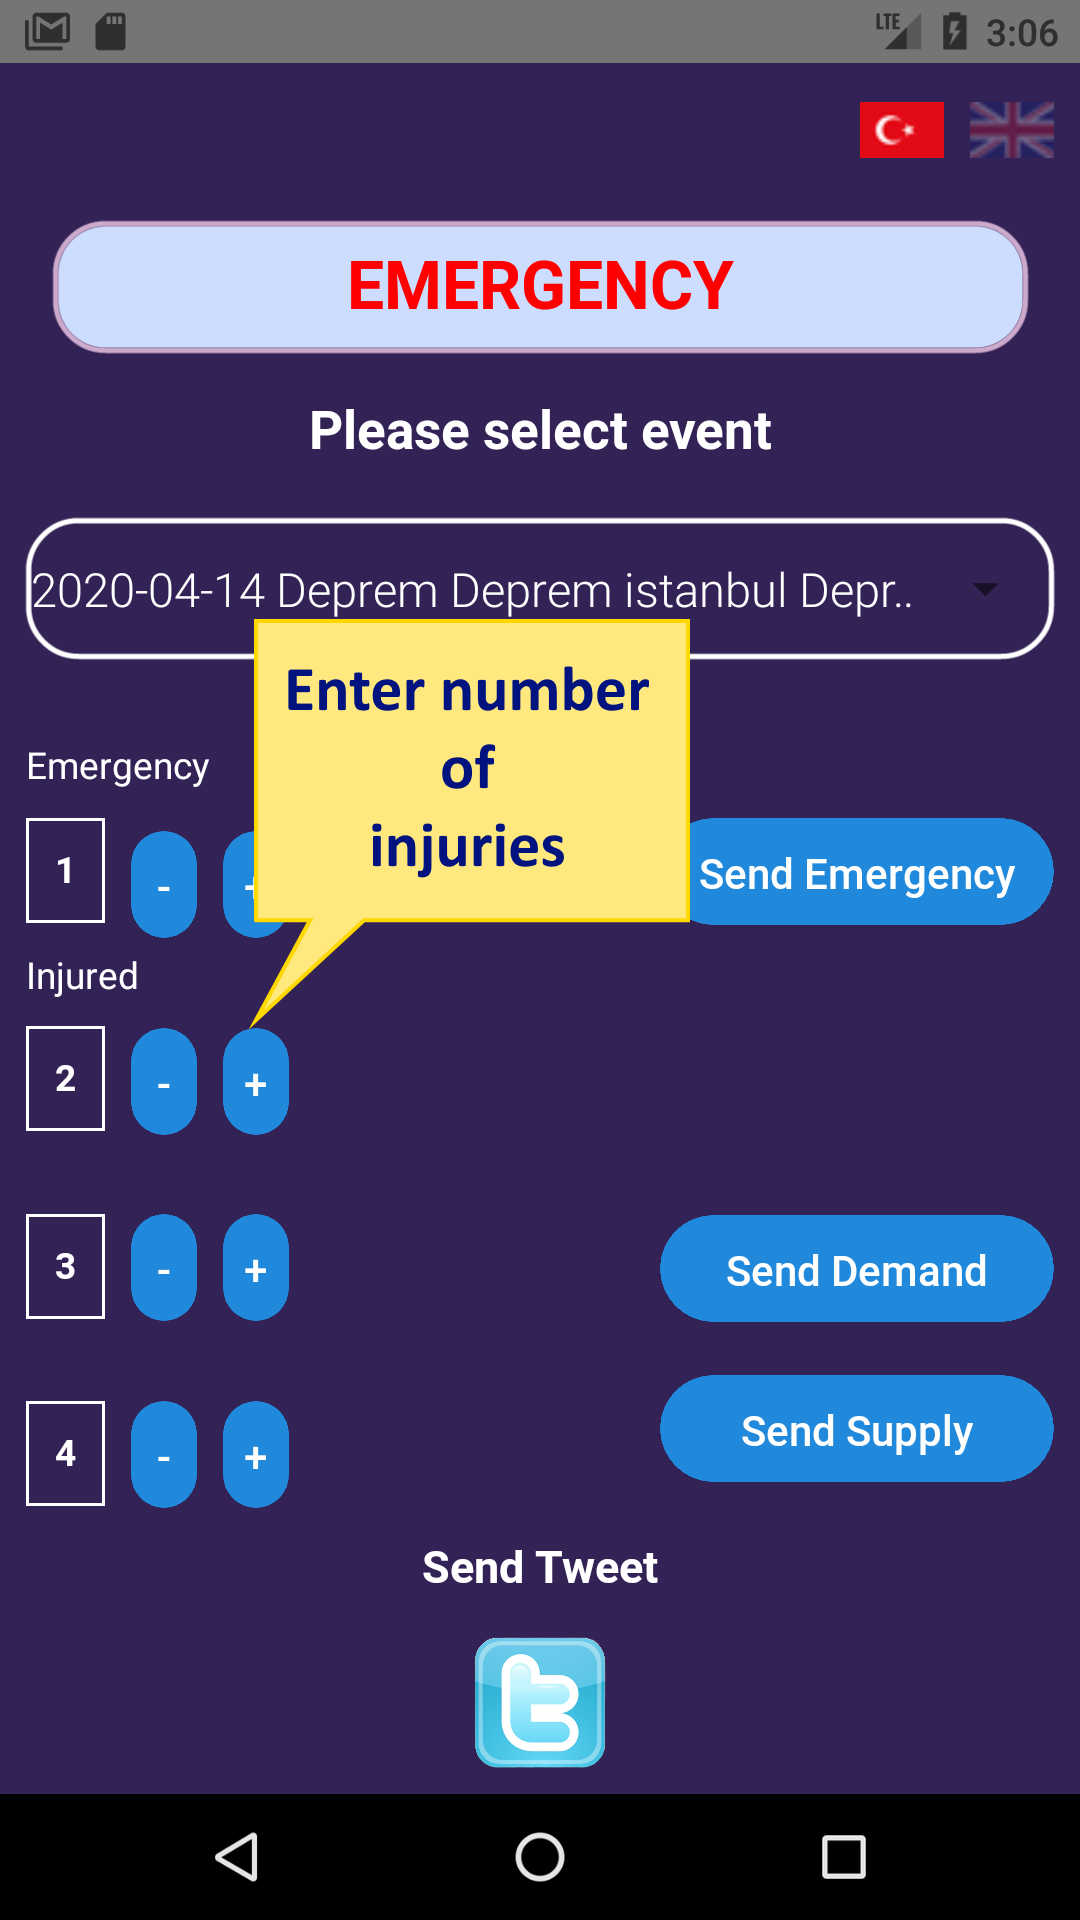 LTE 3:06
EMERGENCY
Please select event
2020-04-14 Deprem Deprem istanbul Depr..
Enter number
of
injuries
Emergency
1 - + Send Emergency
Injured
2 - +
3 - + Send Demand
4 - + Send Supply
Send Tweet